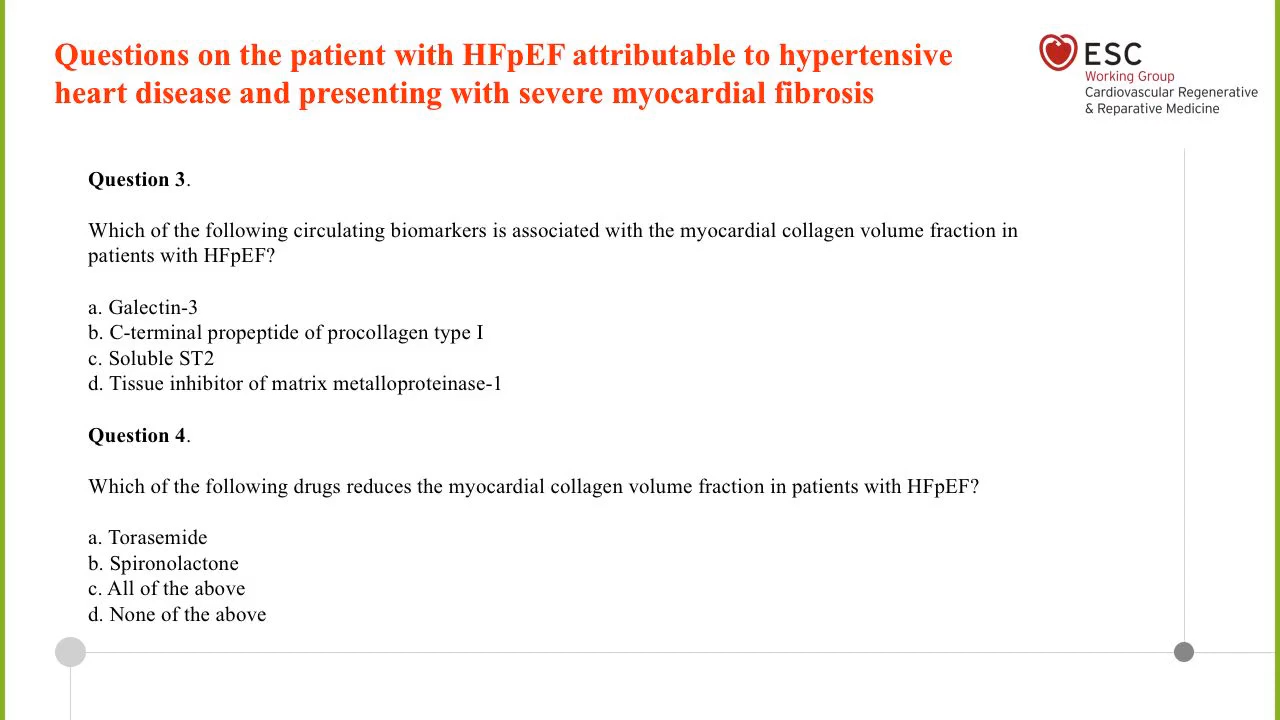 Questions on the patient with HFpEF attributable to hypertensive
heart disease and presenting with severe myocardial fibrosis
ESC
Working Group
Cardiovascular Regenerative
& Reparative Medicine
Question 3.
Which of the following circulating biomarkers is associated with the myocardial collagen volume fraction in
patients with HFpEF?
a. Galectin-3
b. C-terminal propeptide of procollagen type I
c. Soluble ST2
d. Tissue inhibitor of matrix metalloproteinase-1
Question 4.
Which of the following drugs reduces the myocardial collagen volume fraction in patients with HFpEF?
a. Torasemide
b. Spironolactone
c. All of the above
d. None of the above